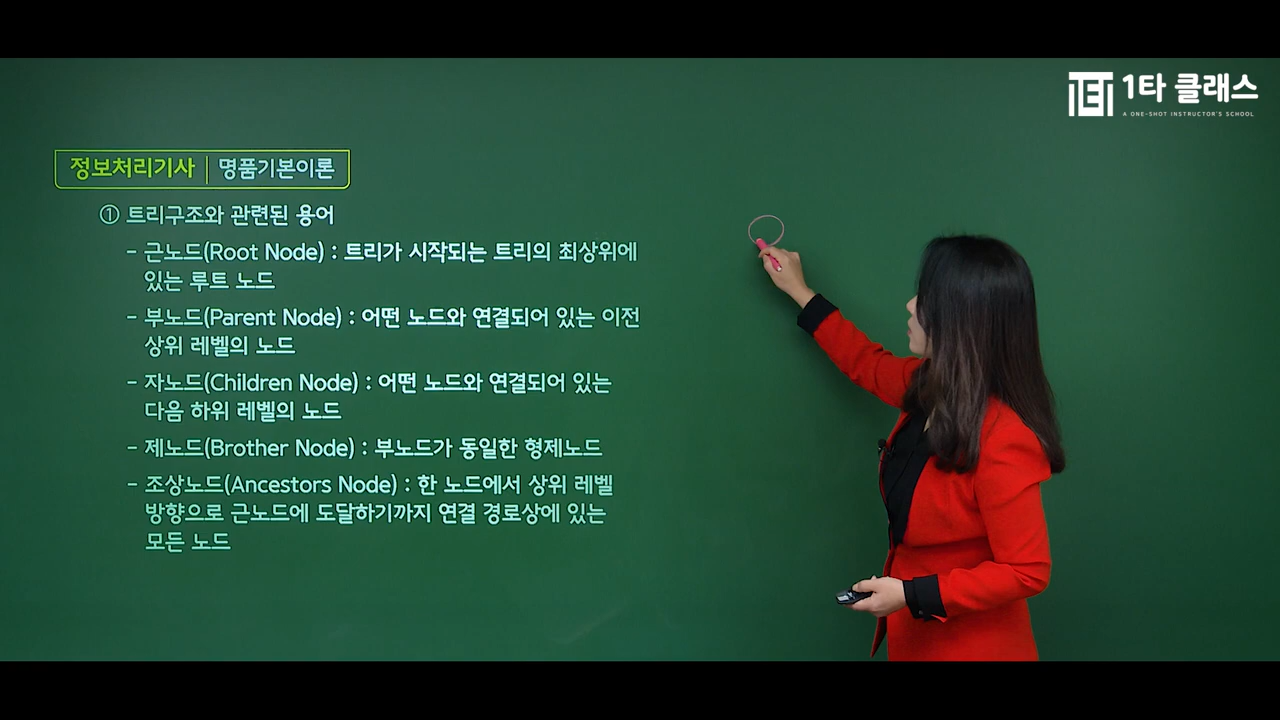 1타 클래스
A ONE-SHOT INSTRUCTOR'S SCHOOL
정보처리기사 | 명품기본이론
① 트리구조와 관련된 용어
- 근노드(Root Node) : 트리가 시작되는 트리의 최상위에
있는 루트 노드
- 부노드(Parent Node) : 어떤 노드와 연결되어 있는 이전
상위 레벨의 노드
- 자노드(Children Node) : 어떤 노드와 연결되어 있는
다음 하위 레벨의 노드
- 제노드(Brother Node) : 부노드가 동일한 형제노드
- 조상노드(Ancestors Node) : 한 노드에서 상위 레벨
방향으로 근노드에 도달하기까지 연결 경로상에 있는
모든 노드